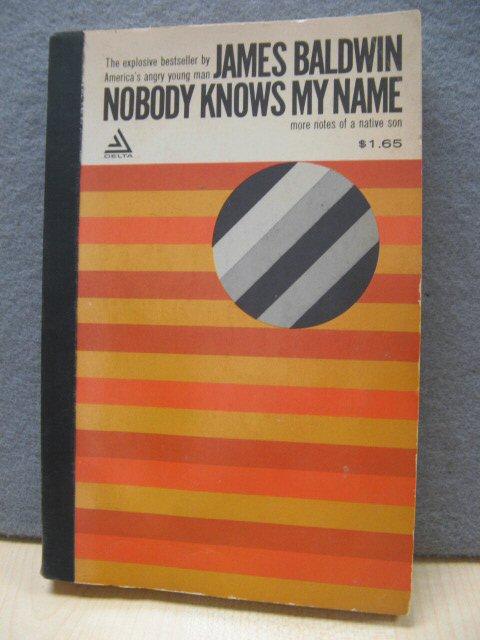 The explosive bestseller by
America's angry young man JAMES BALDWIN
NOBODY KNOWS MY NAME
more notes of a native son
DELTA
$1.65